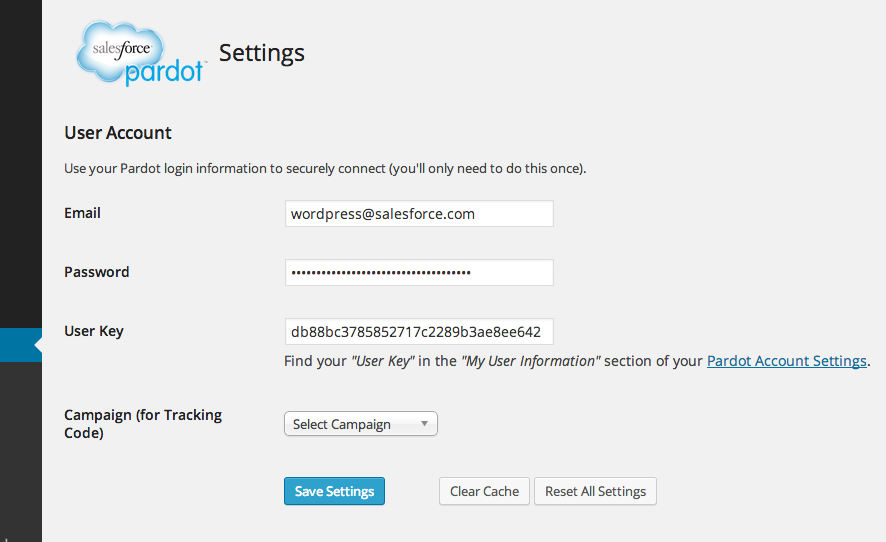 salesforce
pardot™
Settings
User Account
Use your Pardot login information to securely connect (you'll only need to do this once).
Email
wordpress@salesforce.com
Password
••••••••••••••••••••••••••••••••••••
User Key
db88bc3785852717c2289b3ae8ee642
Find your "User Key" in the "My User Information" section of your Pardot Account Settings.
Campaign (for Tracking
Code)
Select Campaign
Save Settings
Clear Cache
Reset All Settings